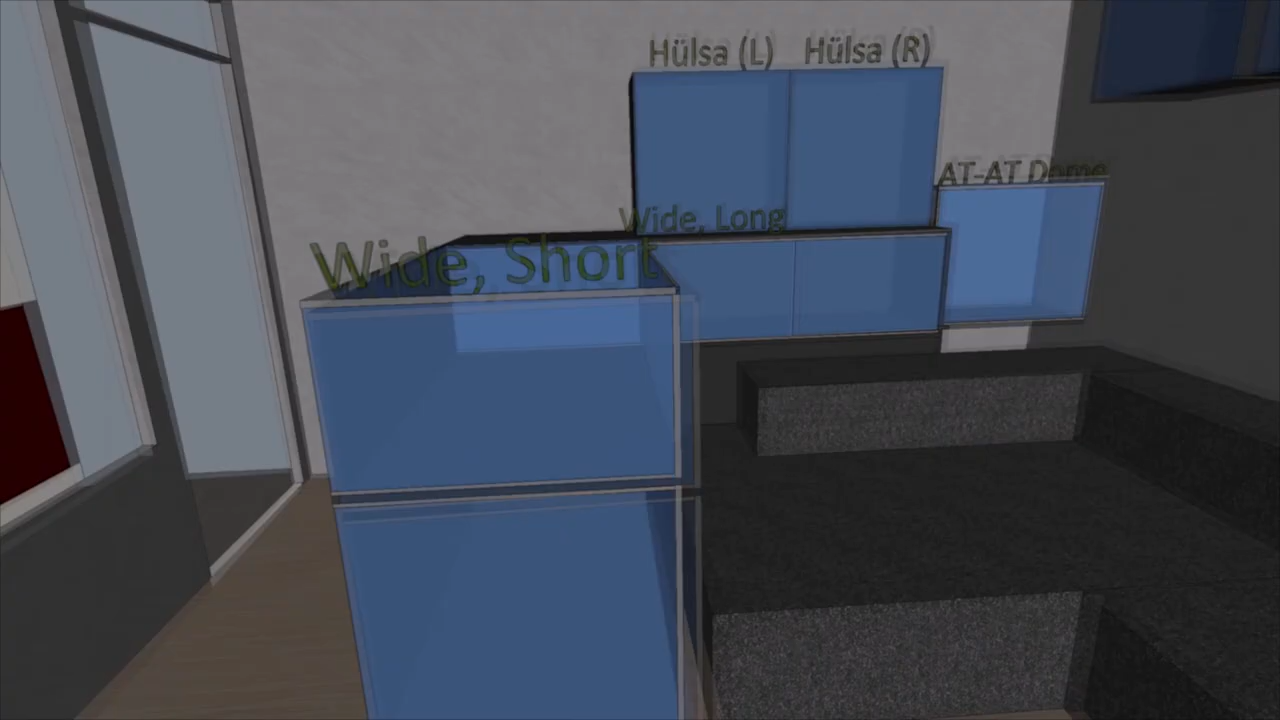 Hülsa (L) Hülsa (R)
AT-AT Dome
Wide, Long
Wide, Short